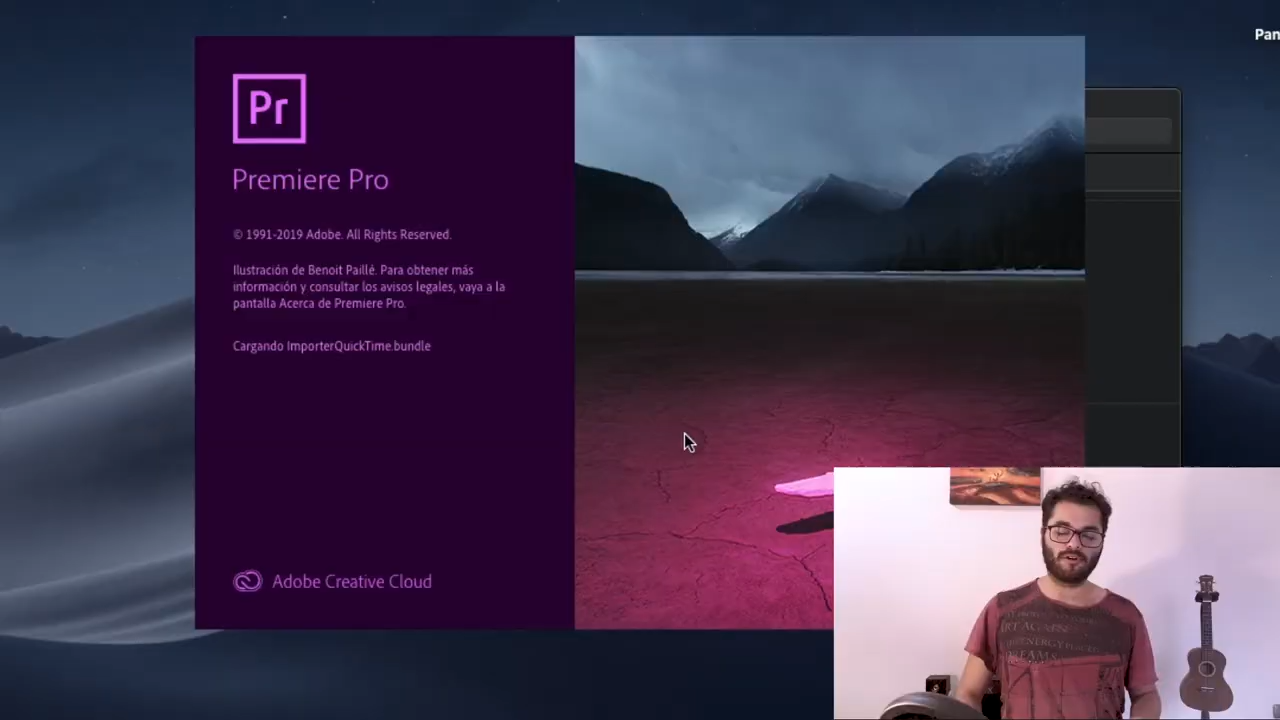 Pan
Pr
Premiere Pro
© 1991-2019 Adobe. All Rights Reserved.
Ilustración de Benoit Paillé. Para obtener más
información y consultar los avisos legales, vaya a la
pantalla Acerca de Premiere Pro.
Cargando ImporterQuickTime.bundle
Adobe Creative Cloud
DREAMS